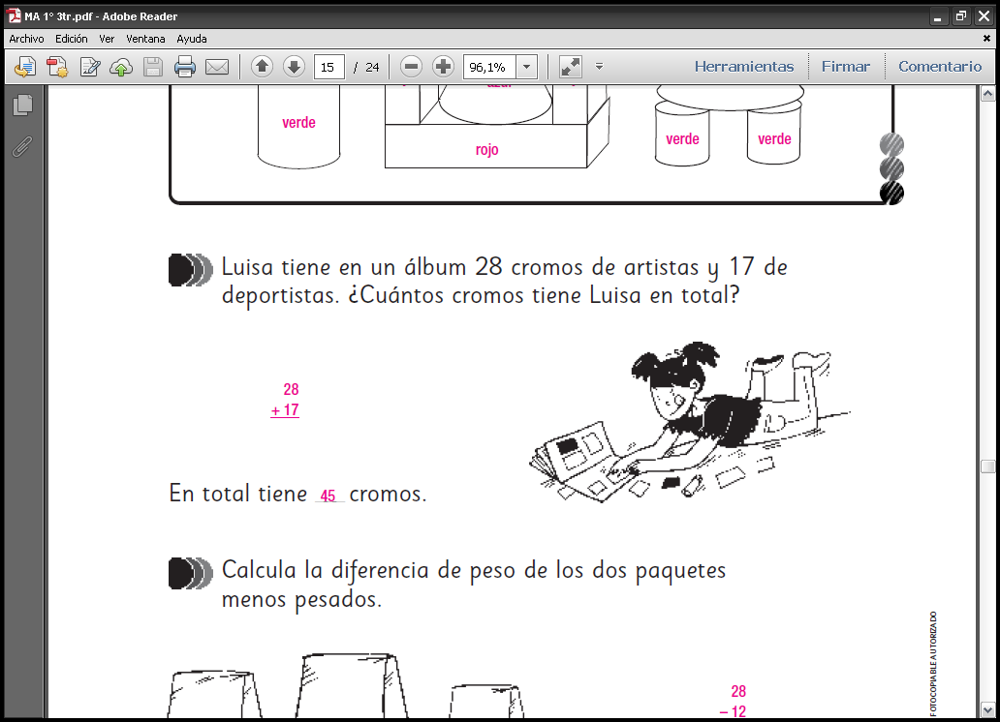 MA 1º 3tr.pdf - Adobe Reader
Archivo Edición Ver Ventana Ayuda
15 / 24 96,1% Herramientas Firmar Comentario
verde
rojo
verde verde
Luisa tiene en un álbum 28 cromos de artistas y 17 de
deportistas. ¿Cuántos cromos tiene Luisa en total?
28
+ 17
En total tiene 45 cromos.
Calcula la diferencia de peso de los dos paquetes
menos pesados.
28
– 12
FOTOCOPIABLE AUTORIZADO